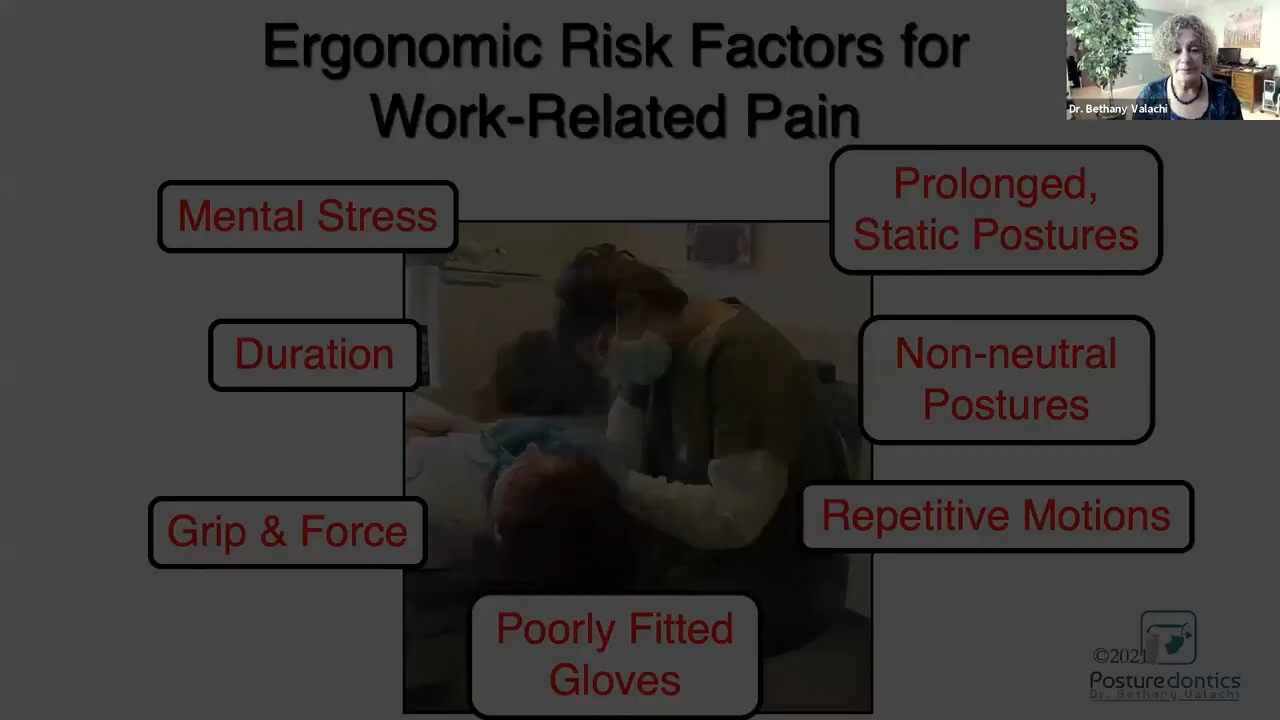 Ergonomic Risk Factors for
Work-Related Pain
Dr. Bethany Valachi
Mental Stress
Prolonged,
Static Postures
Duration
Non-neutral
Postures
Grip & Force
Repetitive Motions
Poorly Fitted
Gloves
©2021
Posturedontics
Dr. Bethany Valachi